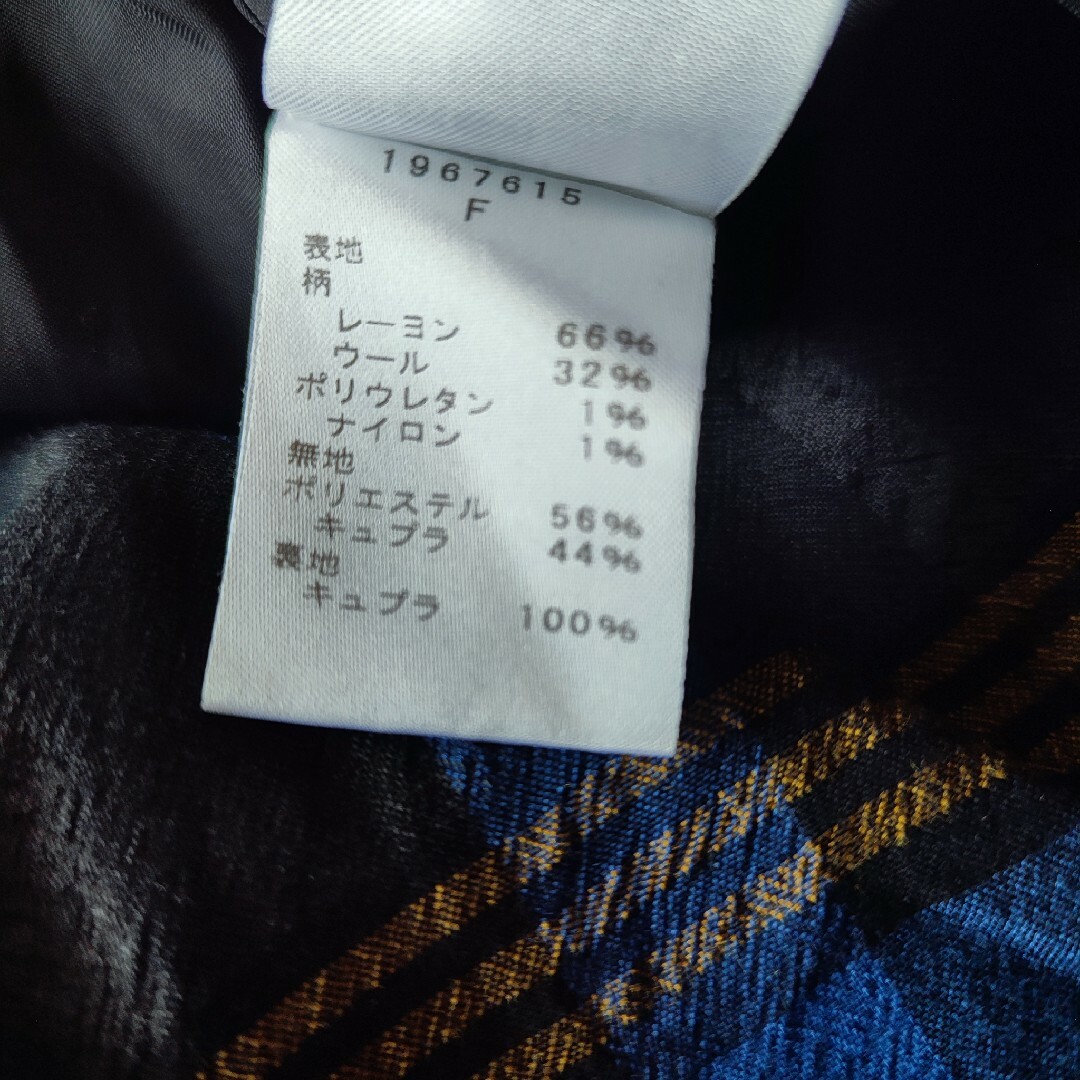 1967615
F
表地
柄
レーヨン 66%
ウール 32%
ポリウレタン 1%
ナイロン 1%
無地
ポリエステル 56%
キュプラ 44%
裏地
キュプラ 100%